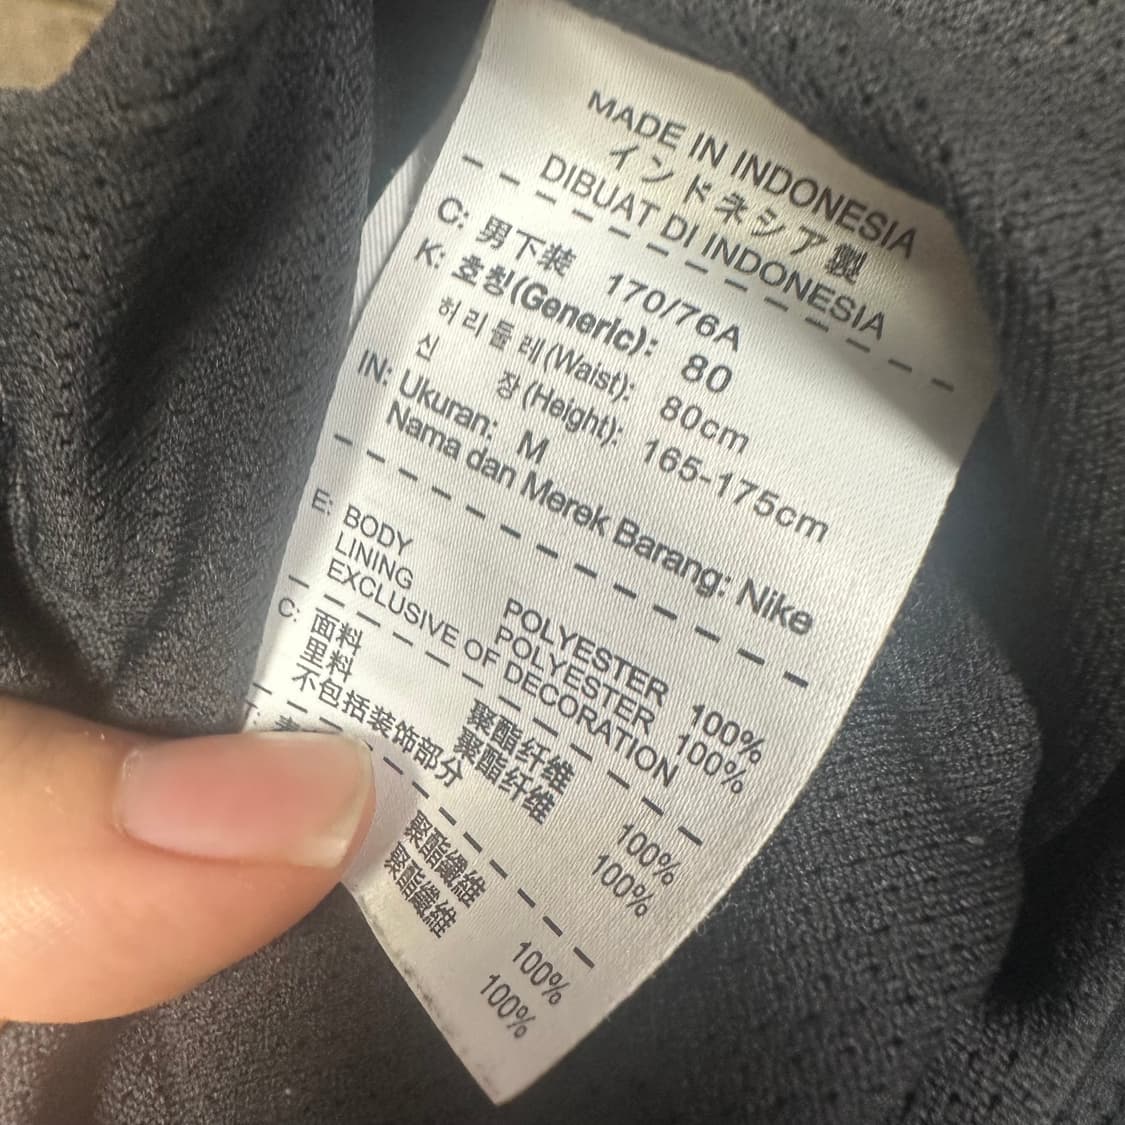 MADE IN INDONESIA
インドネシア製
DIBUAT DI INDONESIA
C: 男下装 170/76A
K: 호칭(Generic): 80
허리둘레(Waist): 80cm
신 장(Height): 165-175cm
IN: Ukuran: M
Nama dan Merek Barang: Nike
E: BODY POLYESTER 100%
LINING POLYESTER 100%
EXCLUSIVE OF DECORATION
C: 面料 聚酯纤维 100%
里料 聚酯纤维 100%
不包括装饰部分
聚酯纖維 100%
聚酯纖維 100%